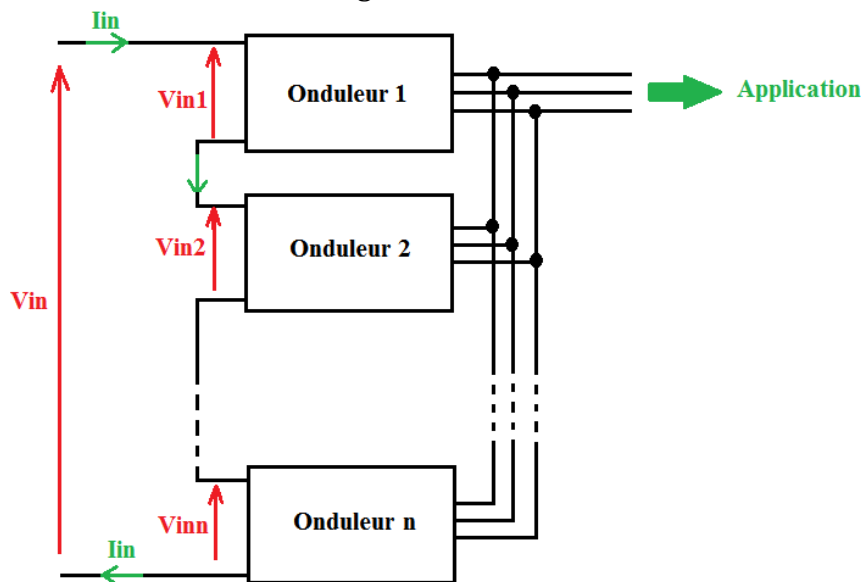 Iin
Vin1
Onduleur 1
Application
Vin2
Onduleur 2
Vin
Vinn
Onduleur n
Iin